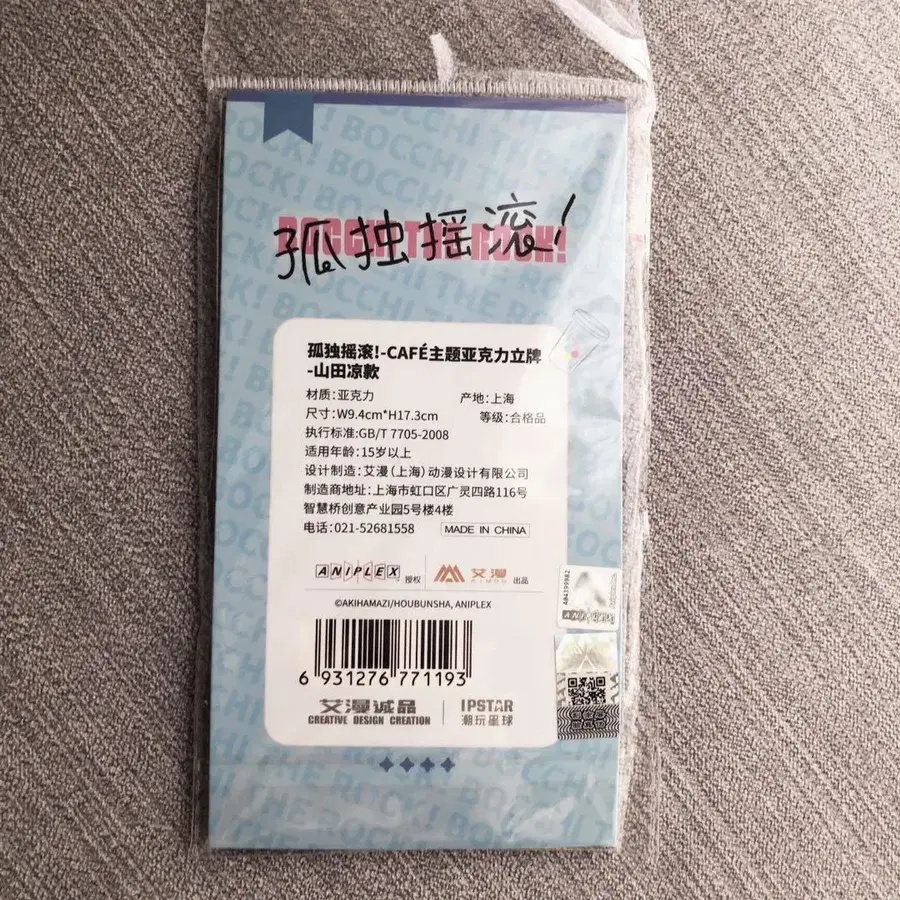 BOCCHI THE ROCK!
孤独摇滚!
孤独摇滚!-CAFÉ主题亚克力立牌
-山田凉款
材质:亚克力 产地:上海
尺寸:W9.4cm*H17.3cm 等级:合格品
执行标准:GB/T 7705-2008
适用年龄:15岁以上
设计制造:艾漫(上海)动漫设计有限公司
制造商地址:上海市虹口区广灵四路116号
智慧桥创意产业园5号楼4楼
电话:021-52681558 MADE IN CHINA
ANIPLEX 授权 艾漫 AIMON 出品
©AKIHAMAZI/HOUBUNSHA, ANIPLEX
6 931276 771193
艾漫诚品 IPSTAR
CREATIVE DESIGN CREATION 潮玩星球